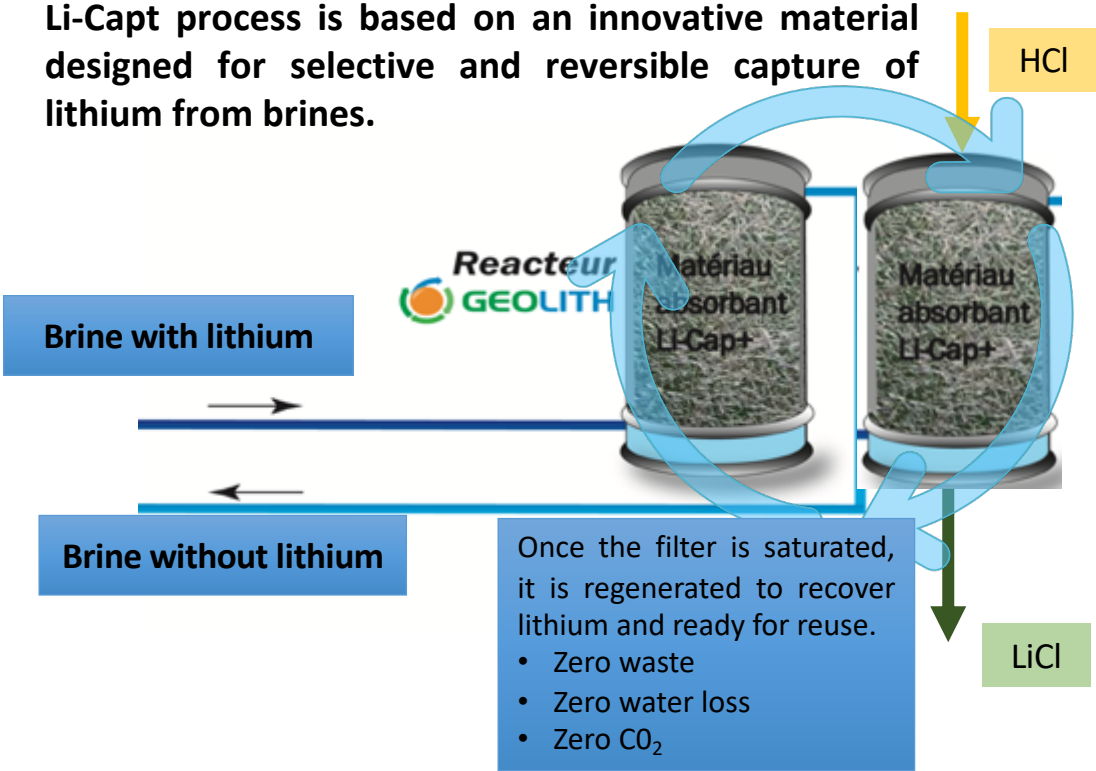 Li-Capt process is based on an innovative material
designed for selective and reversible capture of
lithium from brines.
HCl
Reacteur
GEOLITH
Matériau
absorbant
LI-Cap+
Matériau
absorbant
LI-Cap+
Brine with lithium
Brine without lithium
Once the filter is saturated,
it is regenerated to recover
lithium and ready for reuse.
• Zero waste
• Zero water loss
• Zero C0₂
LiCl